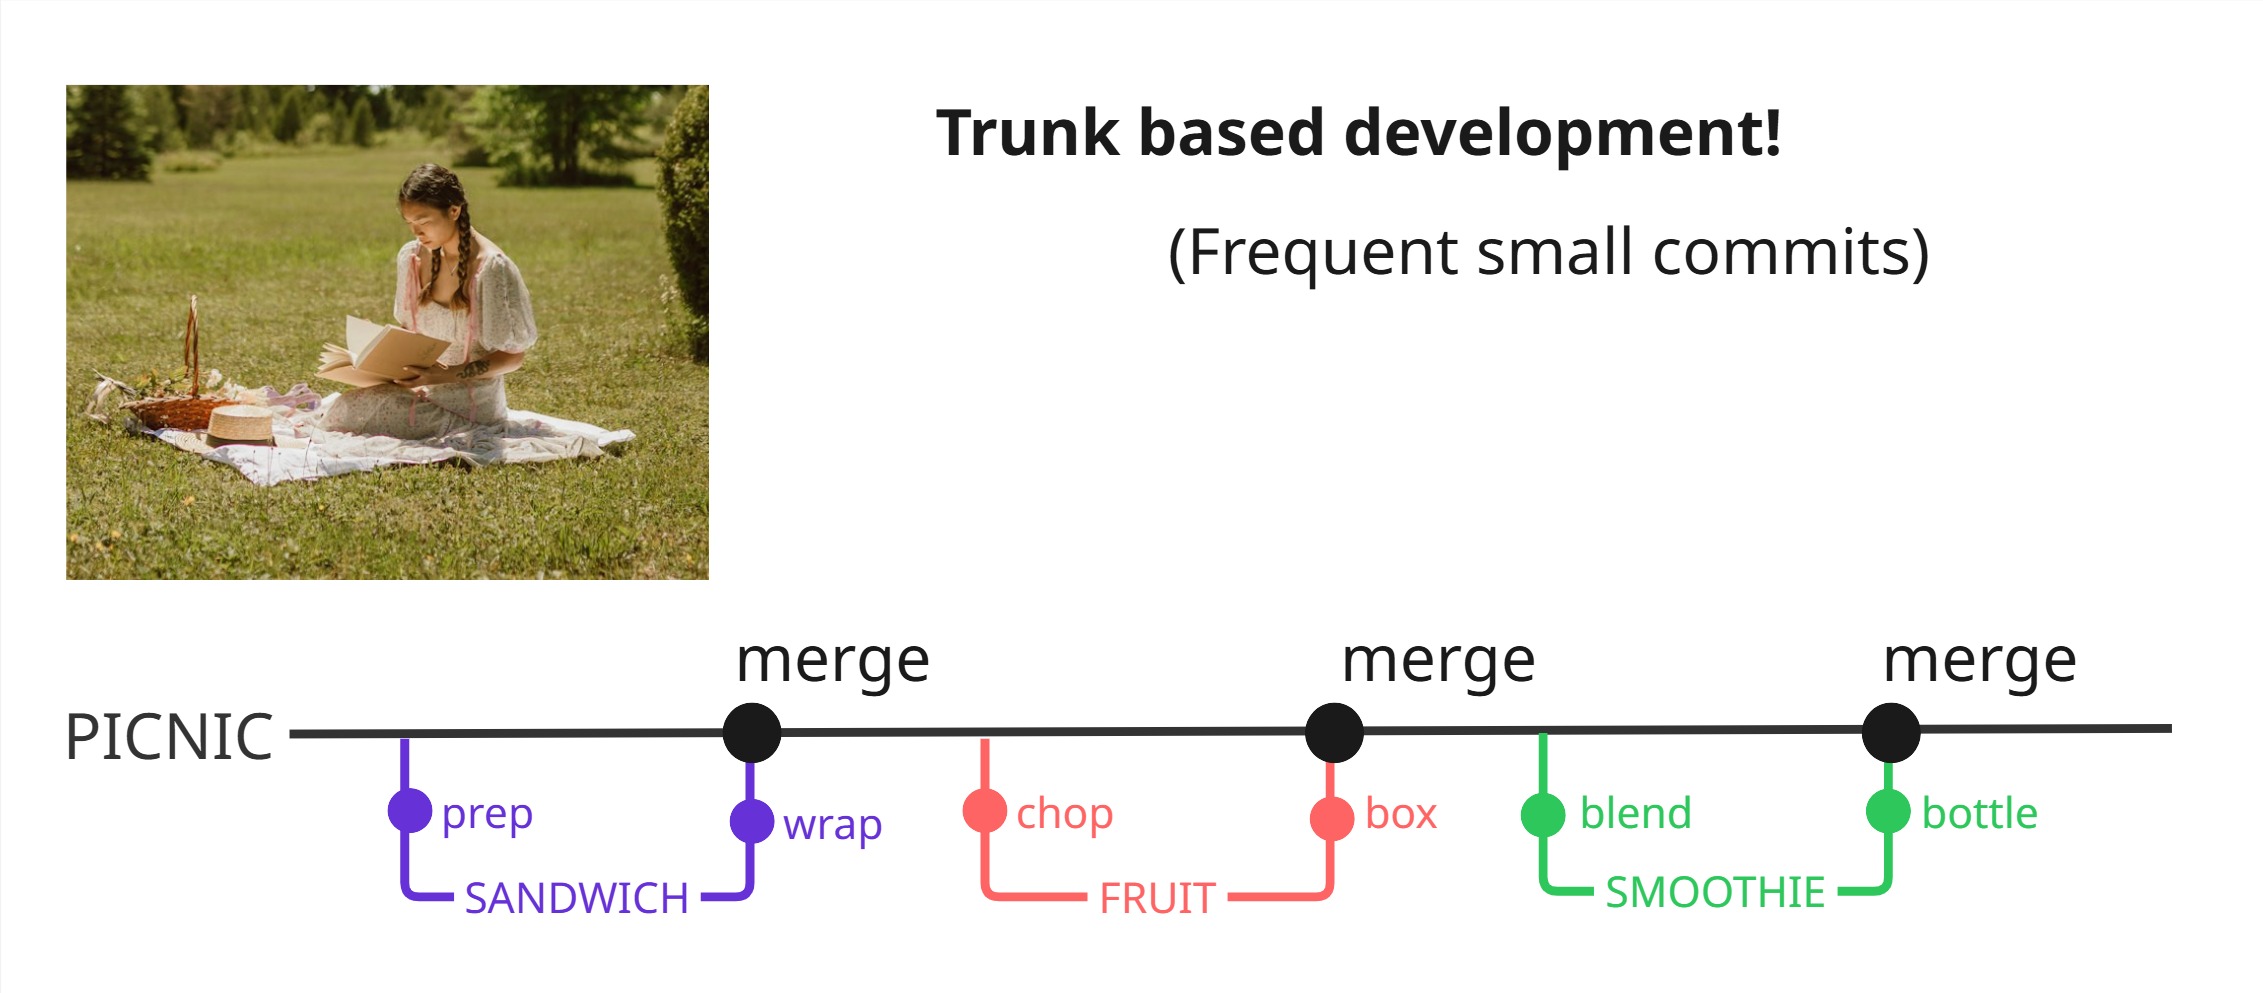 Trunk based development!
(Frequent small commits)
merge
merge
merge
PICNIC
prep
wrap
chop
box
blend
bottle
SANDWICH
FRUIT
SMOOTHIE